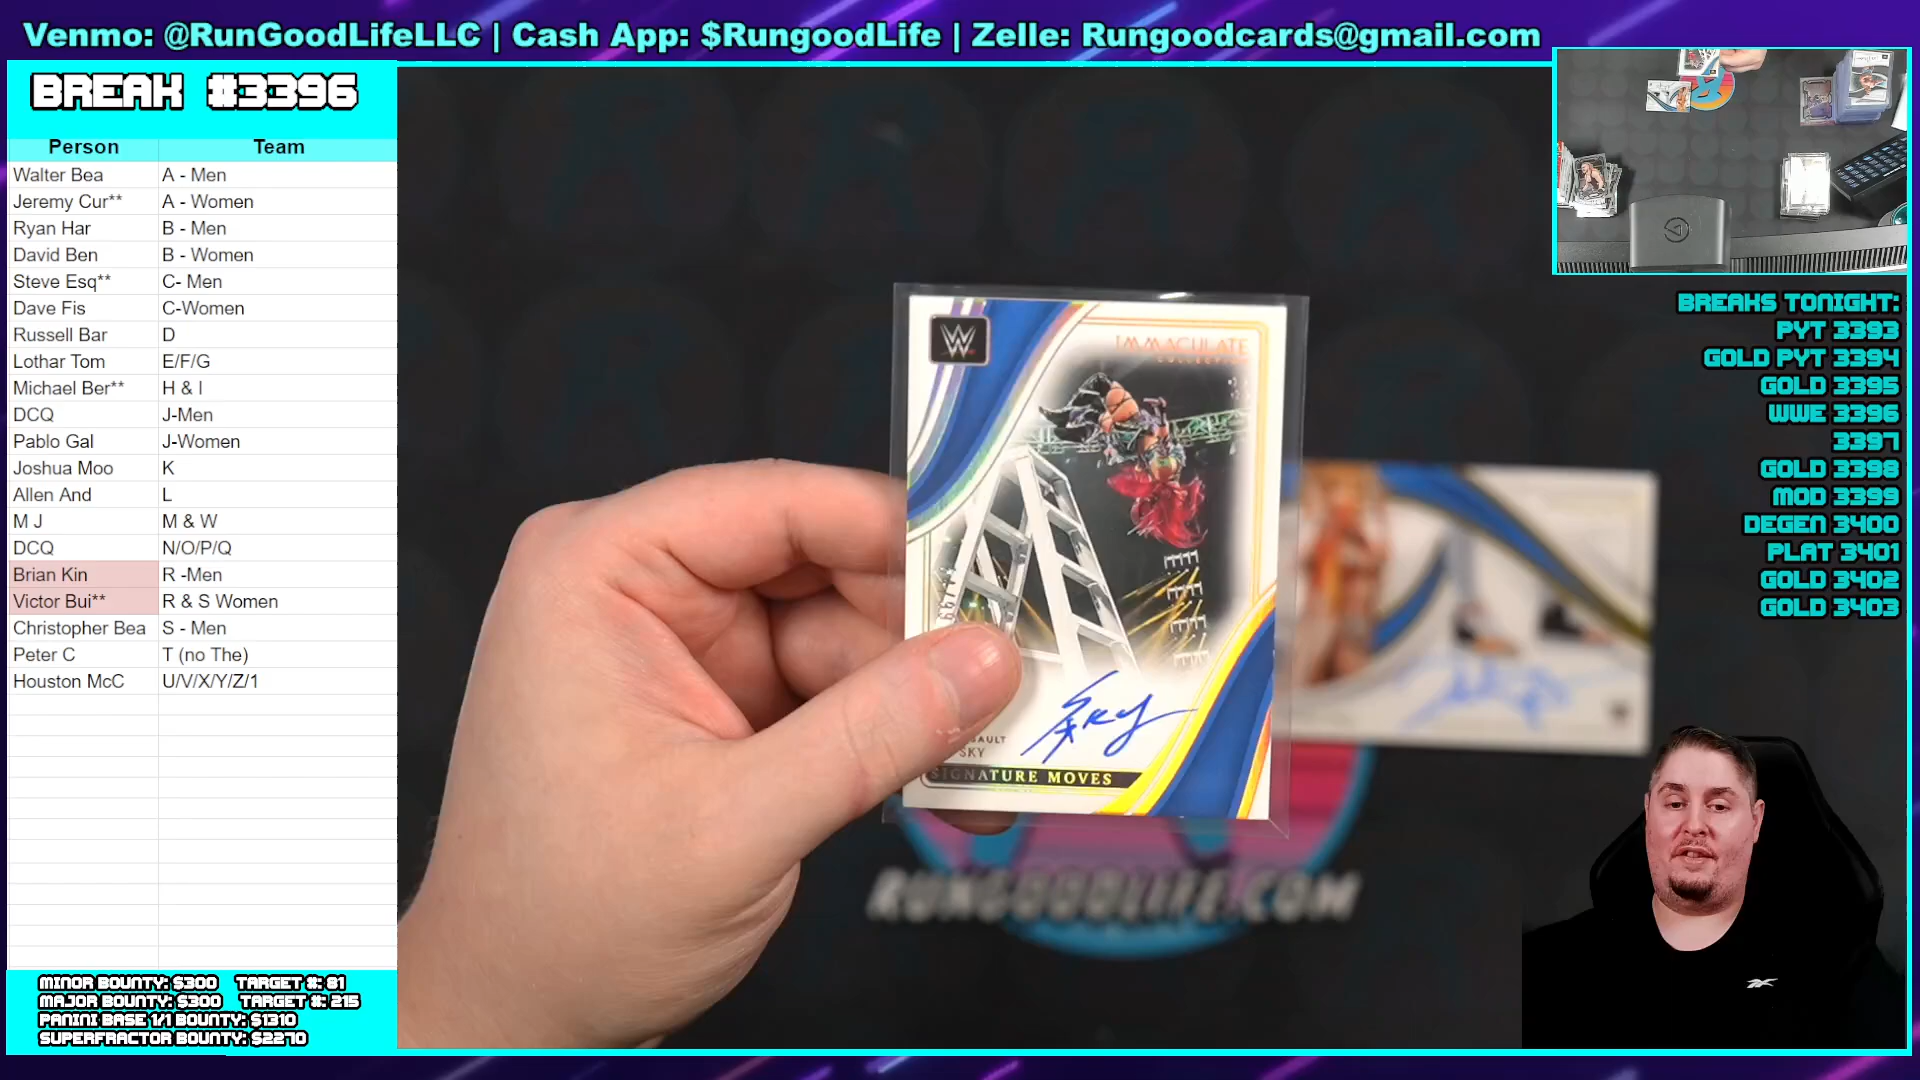 Venmo: @RunGoodLifeLLC | Cash App: $RungoodLife | Zelle: Rungoodcards@gmail.com
BREAK #3396
Person Team
Walter Bea A - Men
Jeremy Cur** A - Women
Ryan Har B - Men
David Ben B - Women
Steve Esq** C- Men
Dave Fis C-Women
Russell Bar D
Lothar Tom E/F/G
Michael Ber** H & I
DCQ J-Men
Pablo Gal J-Women
Joshua Moo K
Allen And L
M J M & W
DCQ N/O/P/Q
Brian Kin R -Men
Victor Bui** R & S Women
Christopher Bea S - Men
Peter C T (no The)
Houston McC U/V/X/Y/Z/1
MINOR BOUNTY: $300 TARGET #: 81
MAJOR BOUNTY: $300 TARGET #: 215
PANINI BASE 1/1 BOUNTY: $1310
SUPERFRACTOR BOUNTY: $2270
W
IMMACULATE
COLLECTION
/99
SAULT
SKY
Sky
SIGNATURE MOVES
RUNGOODLIFE.COM
BREAKS TONIGHT:
PYT 3393
GOLD PYT 3394
GOLD 3395
WWE 3396
3397
GOLD 3398
MOD 3399
DEGEN 3400
PLAT 3401
GOLD 3402
GOLD 3403